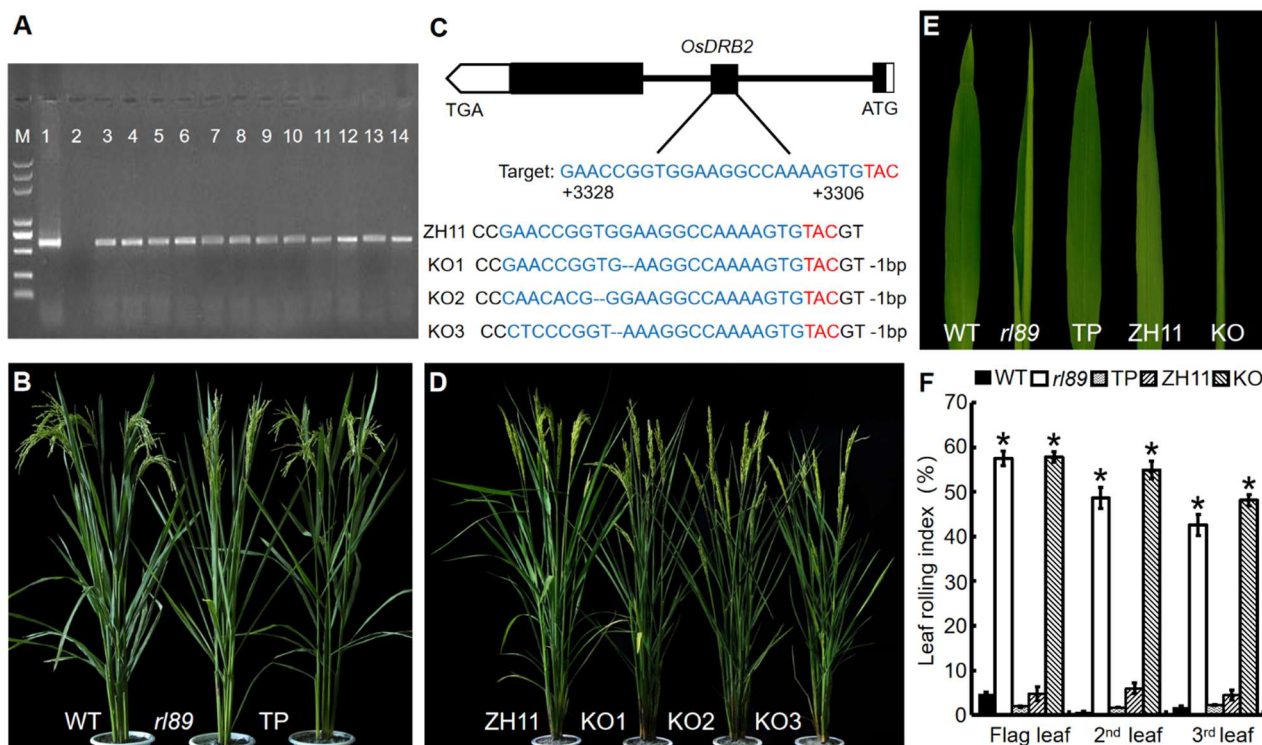 A
M 1 2 3 4 5 6 7 8 9 10 11 12 13 14
B
WT rl89 TP
C
OsDRB2
TGA
ATG
Target: GAACCGGTGGAAGGCCAAAAGTGTAC
+3328 +3306
ZH11 CCGAACCGGTGGAAGGCCAAAAGTGTACGT
KO1 CCGAACCGGTG--AAGGCCAAAAGTGTACGT -1bp
KO2 CCCAACACG--GGAAGGCCAAAAGTGTACGT -1bp
KO3 CCCTCCCGGT--AAAGGCCAAAAGTGTACGT -1bp
D
ZH11 KO1 KO2 KO3
E
WT rl89 TP ZH11 KO
F
WT rl89 TP ZH11 KO
Leaf rolling index (%)
70
60
50
40
30
20
10
0
* * * * * *
Flag leaf 2nd leaf 3rd leaf